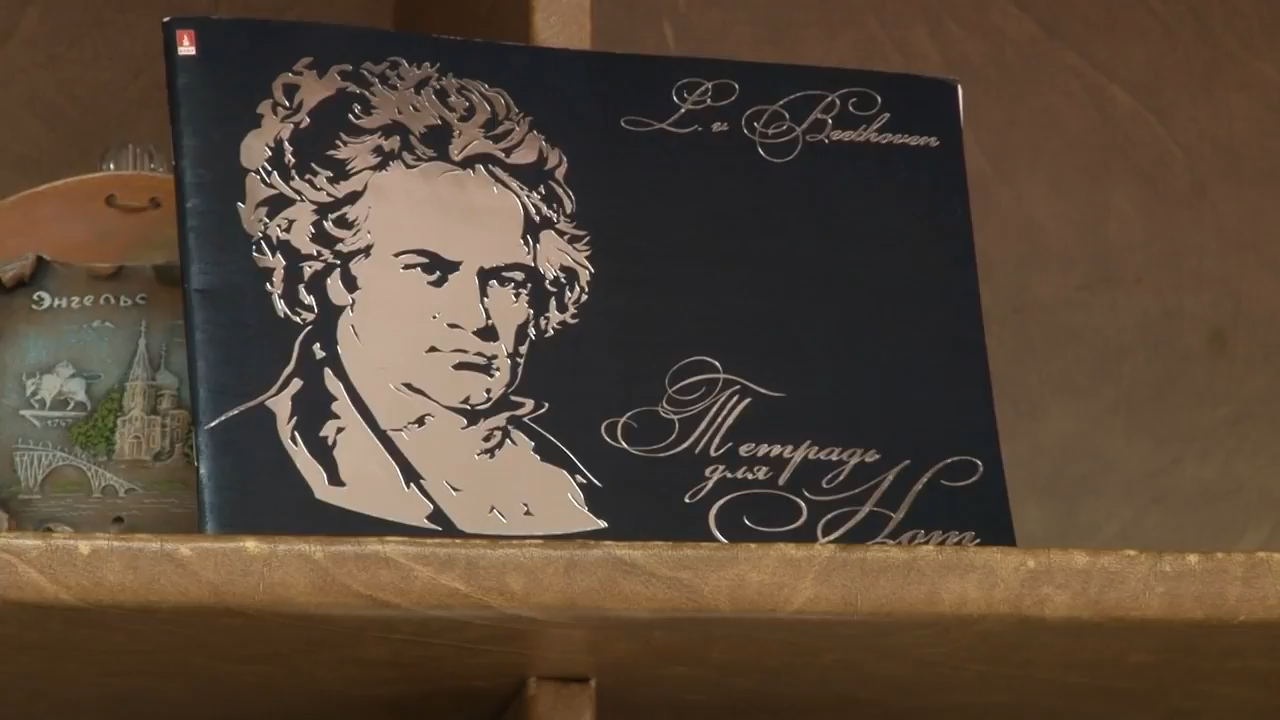 L. v. Beethoven
Энгельс
Тетрадь
для
Нот